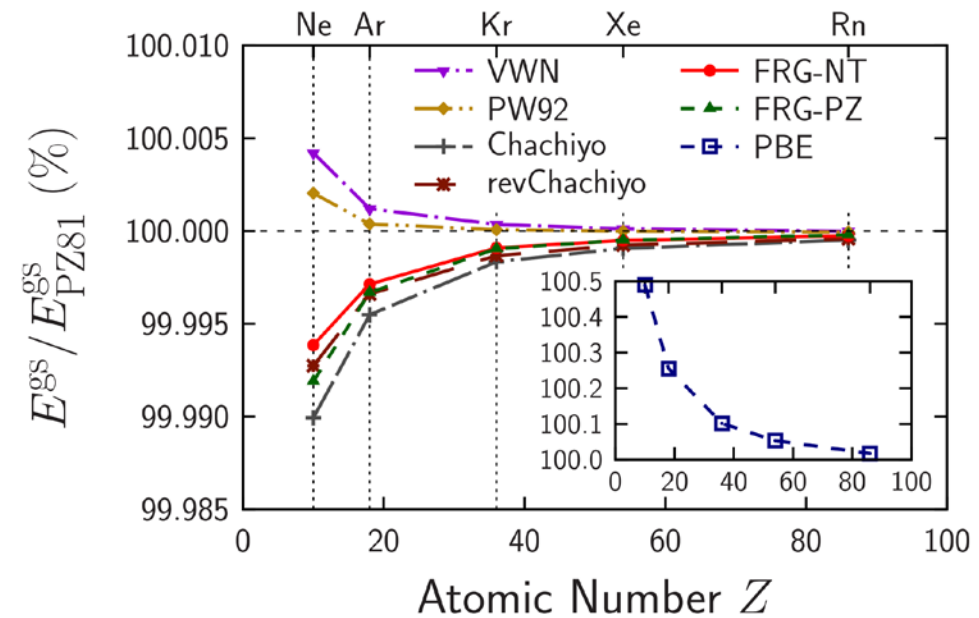 Ne Ar Kr Xe Rn
100.010
100.005
100.000
99.995
99.990
99.985
E^gs / E^gs_PZ81 (%)
VWN
PW92
Chachiyo
revChachiyo
FRG-NT
FRG-PZ
PBE
100.5
100.4
100.3
100.2
100.1
100.0
0 20 40 60 80 100
0 20 40 60 80 100
Atomic Number Z